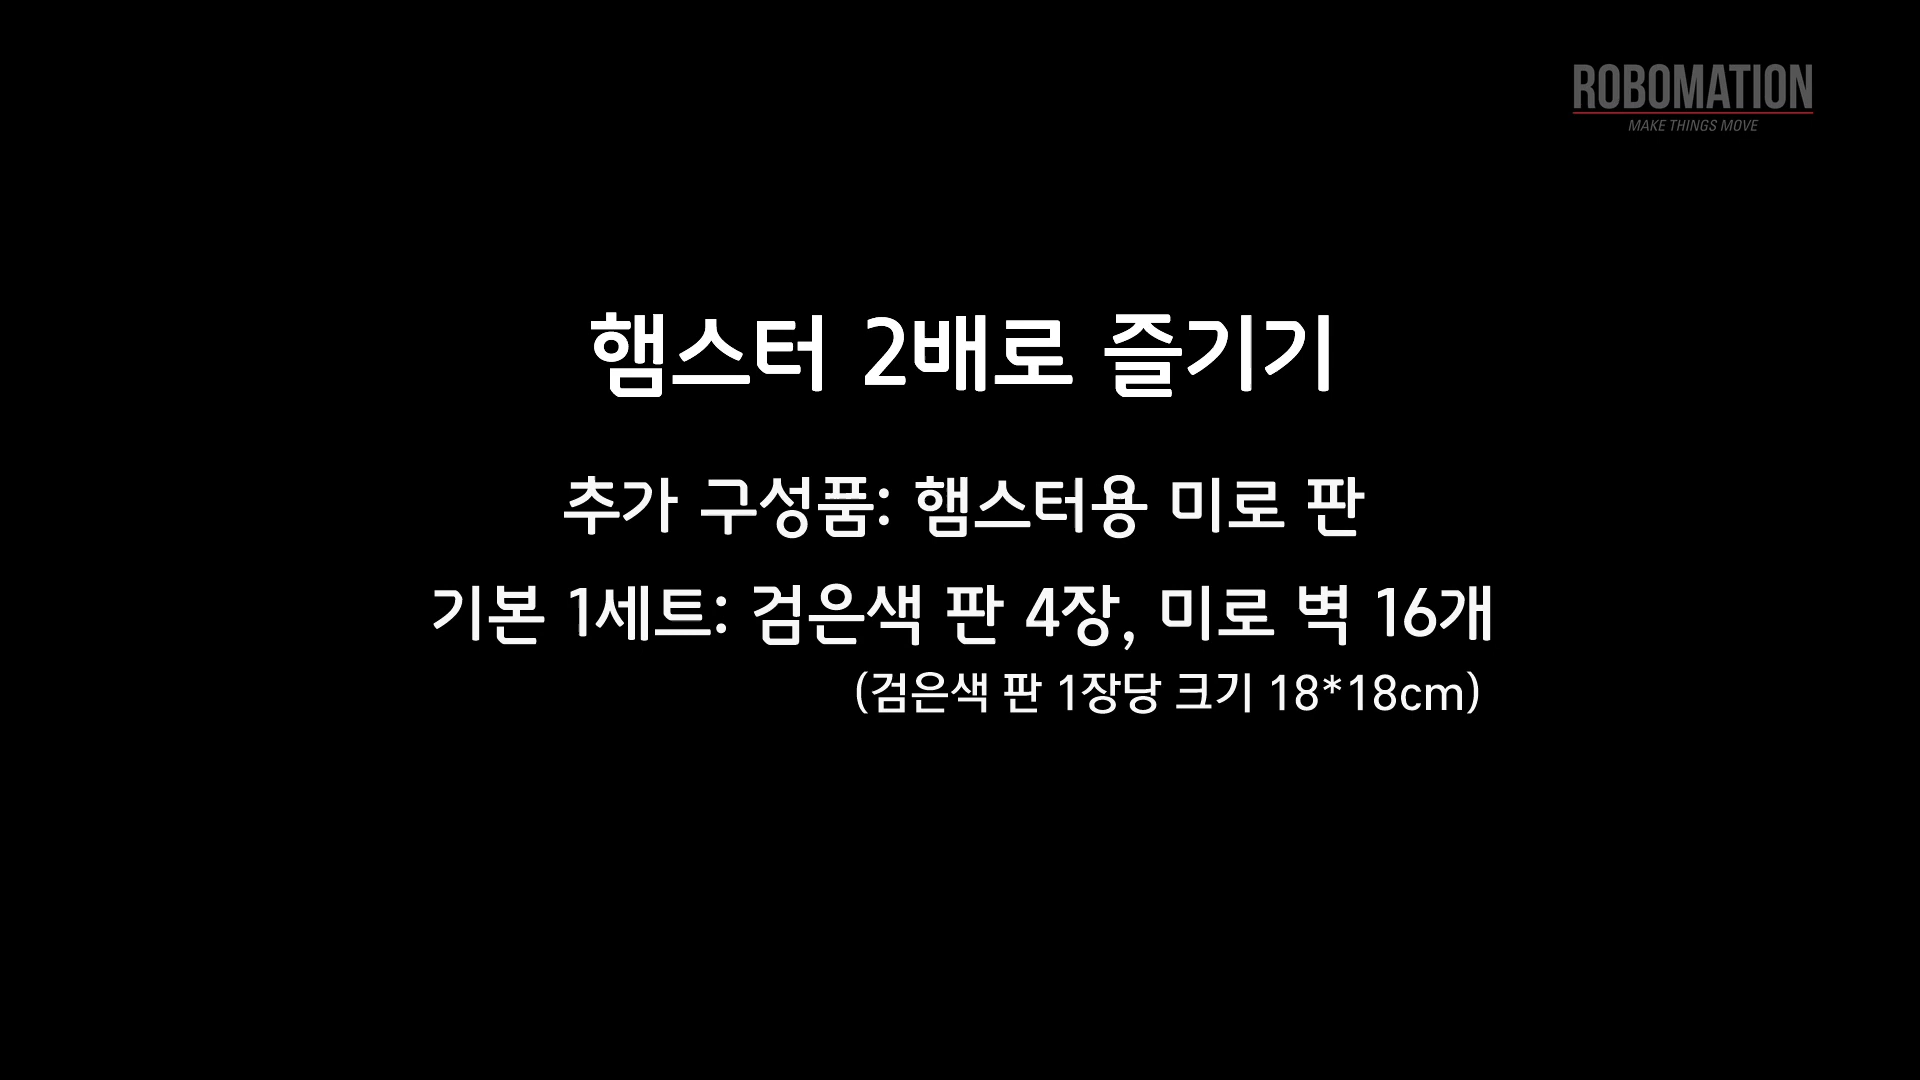 ROBOMATION
MAKE THINGS MOVE
햄스터 2배로 즐기기
추가 구성품: 햄스터용 미로 판
기본 1세트: 검은색 판 4장, 미로 벽 16개
(검은색 판 1장당 크기 18*18cm)